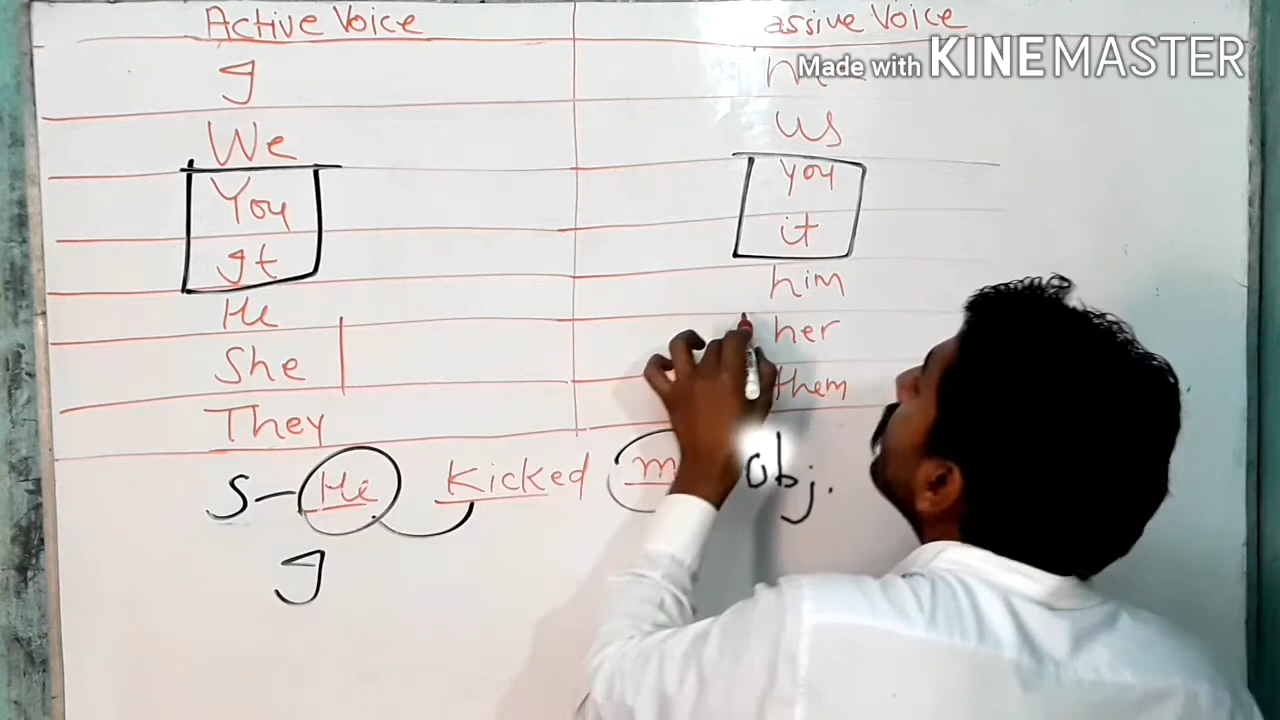 Active Voice assive Voice
Made with KINEMASTER
I
We us
You you
It it
He him
She her
They them
S- He Kicked m obj.
I